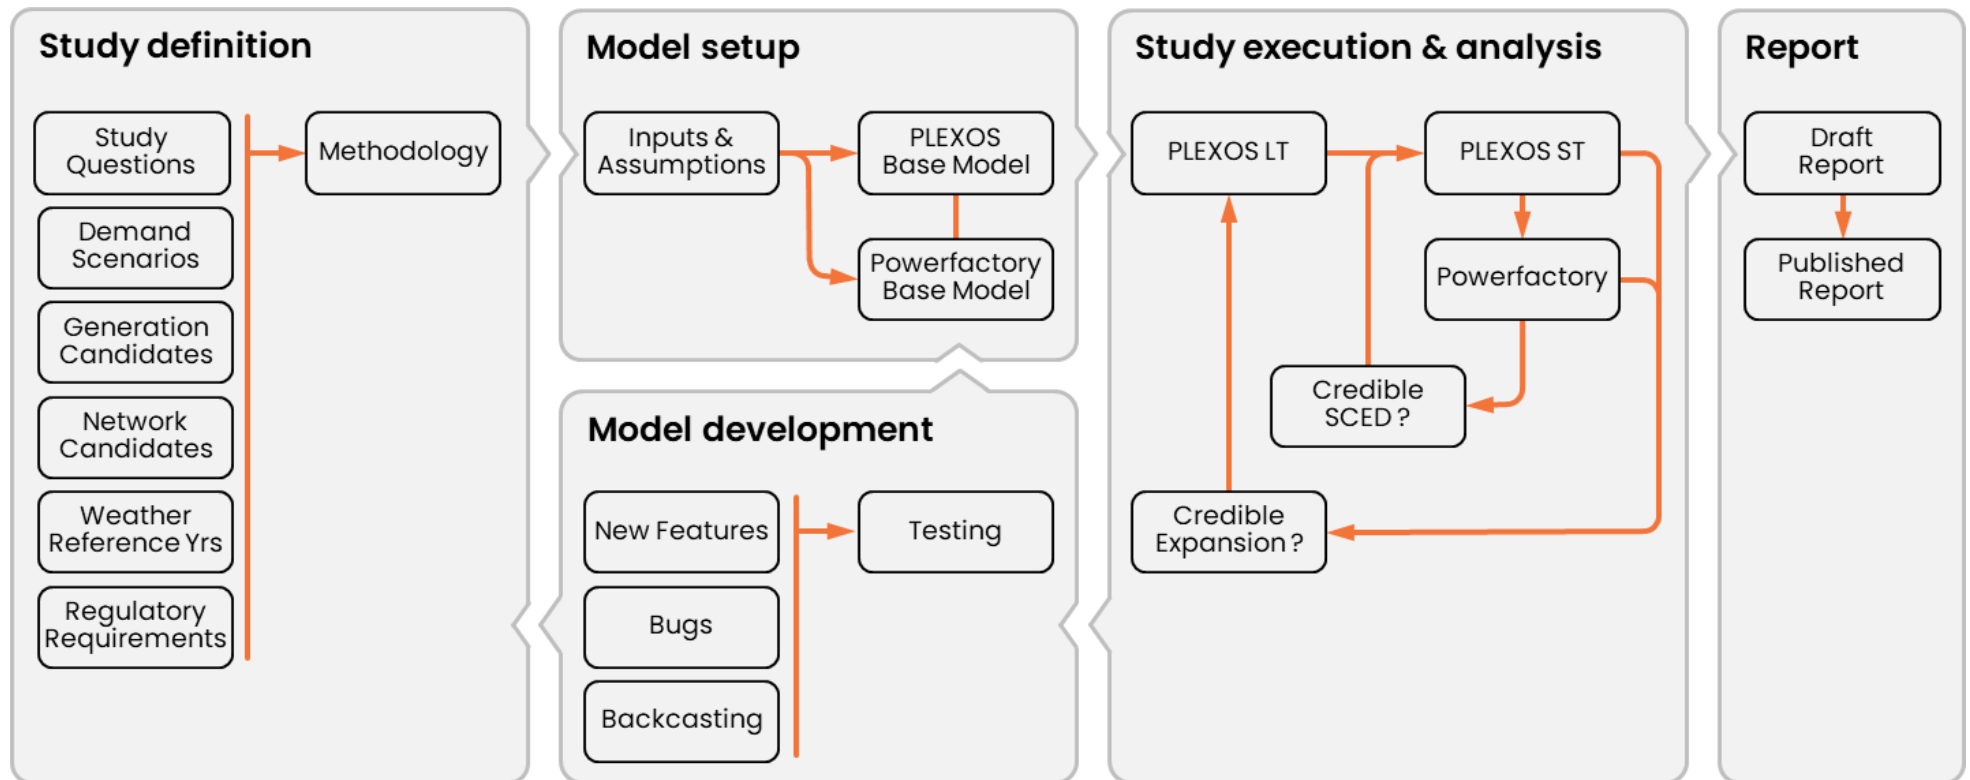 Study definition
Study
Questions
Demand
Scenarios
Generation
Candidates
Network
Candidates
Weather
Reference Yrs
Regulatory
Requirements
Methodology
Model setup
Inputs &
Assumptions
PLEXOS
Base Model
Powerfactory
Base Model
Model development
New Features
Bugs
Backcasting
Testing
Study execution & analysis
PLEXOS LT
PLEXOS ST
Powerfactory
Credible
SCED ?
Credible
Expansion ?
Report
Draft
Report
Published
Report